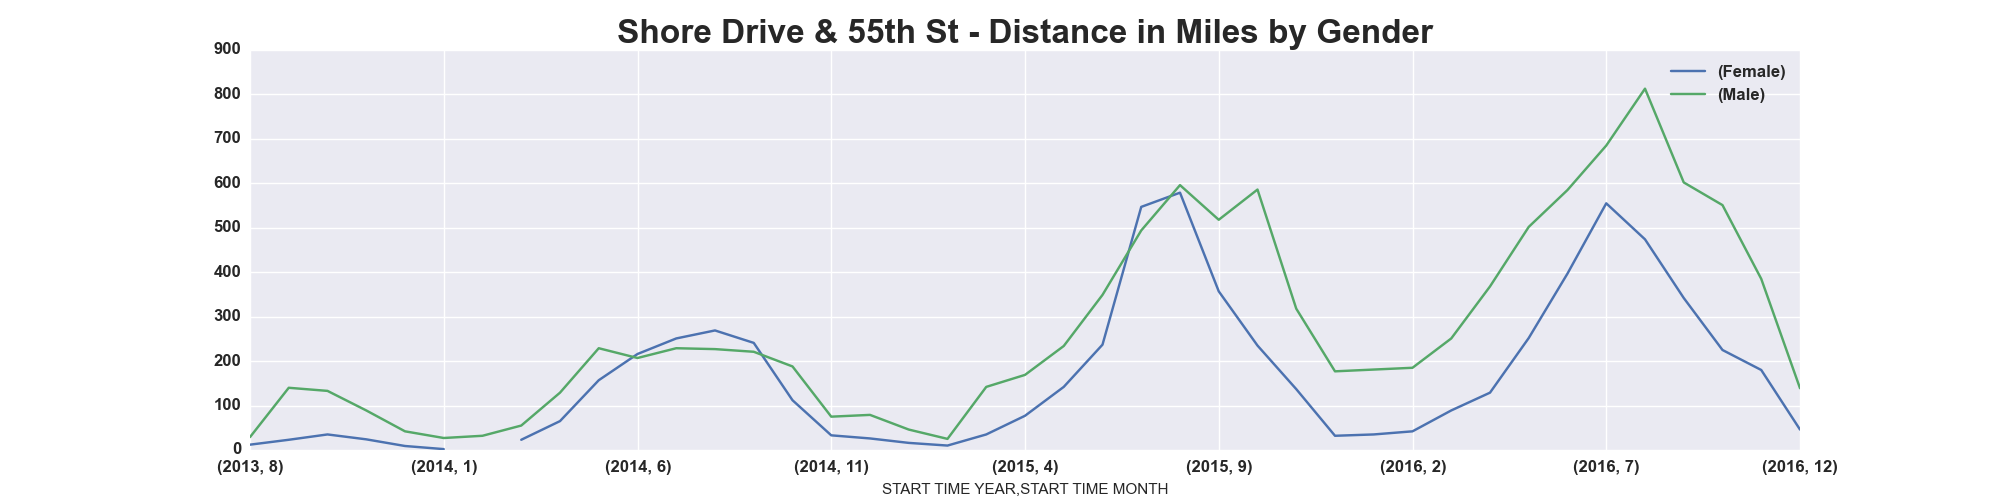 Shore Drive & 55th St - Distance in Miles by Gender
900
800
700
600
500
400
300
200
100
0
(Female)
(Male)
(2013, 8) (2014, 1) (2014, 6) (2014, 11) (2015, 4) (2015, 9) (2016, 2) (2016, 7) (2016, 12)
START TIME YEAR,START TIME MONTH